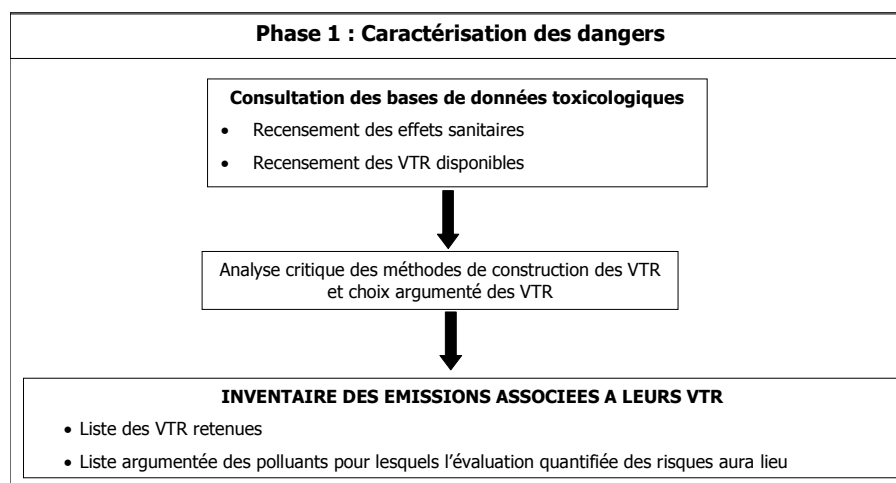 Phase 1 : Caractérisation des dangers
Consultation des bases de données toxicologiques
• Recensement des effets sanitaires
• Recensement des VTR disponibles
Analyse critique des méthodes de construction des VTR
et choix argumenté des VTR
INVENTAIRE DES EMISSIONS ASSOCIEES A LEURS VTR
• Liste des VTR retenues
• Liste argumentée des polluants pour lesquels l’évaluation quantifiée des risques aura lieu